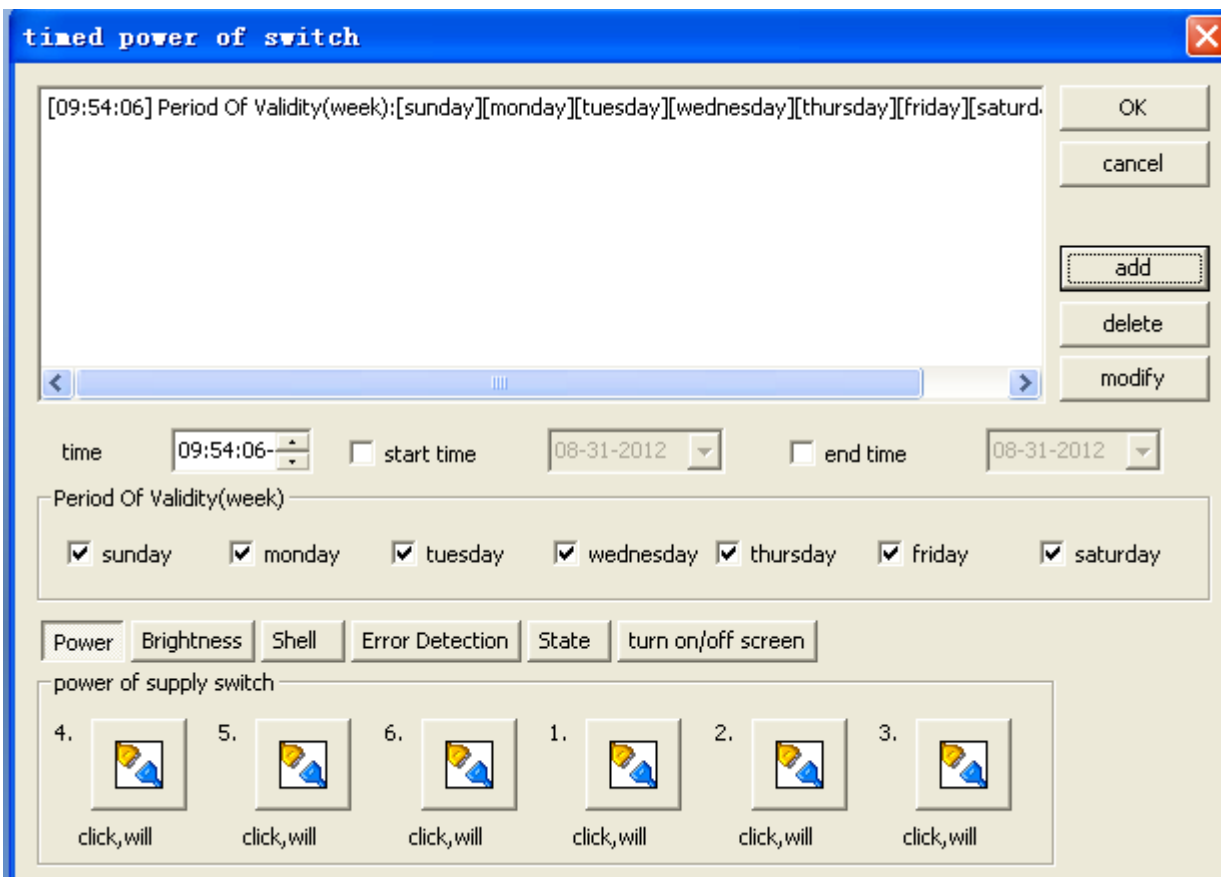 timed power of switch
[09:54:06] Period Of Validity(week):[sunday][monday][tuesday][wednesday][thursday][friday][saturda
OK
cancel
add
delete
modify
time 09:54:06- start time 08-31-2012 end time 08-31-2012
Period Of Validity(week)
sunday monday tuesday wednesday thursday friday saturday
Power Brightness Shell Error Detection State turn on/off screen
power of supply switch
4. 5. 6. 1. 2. 3.
click,will click,will click,will click,will click,will click,will